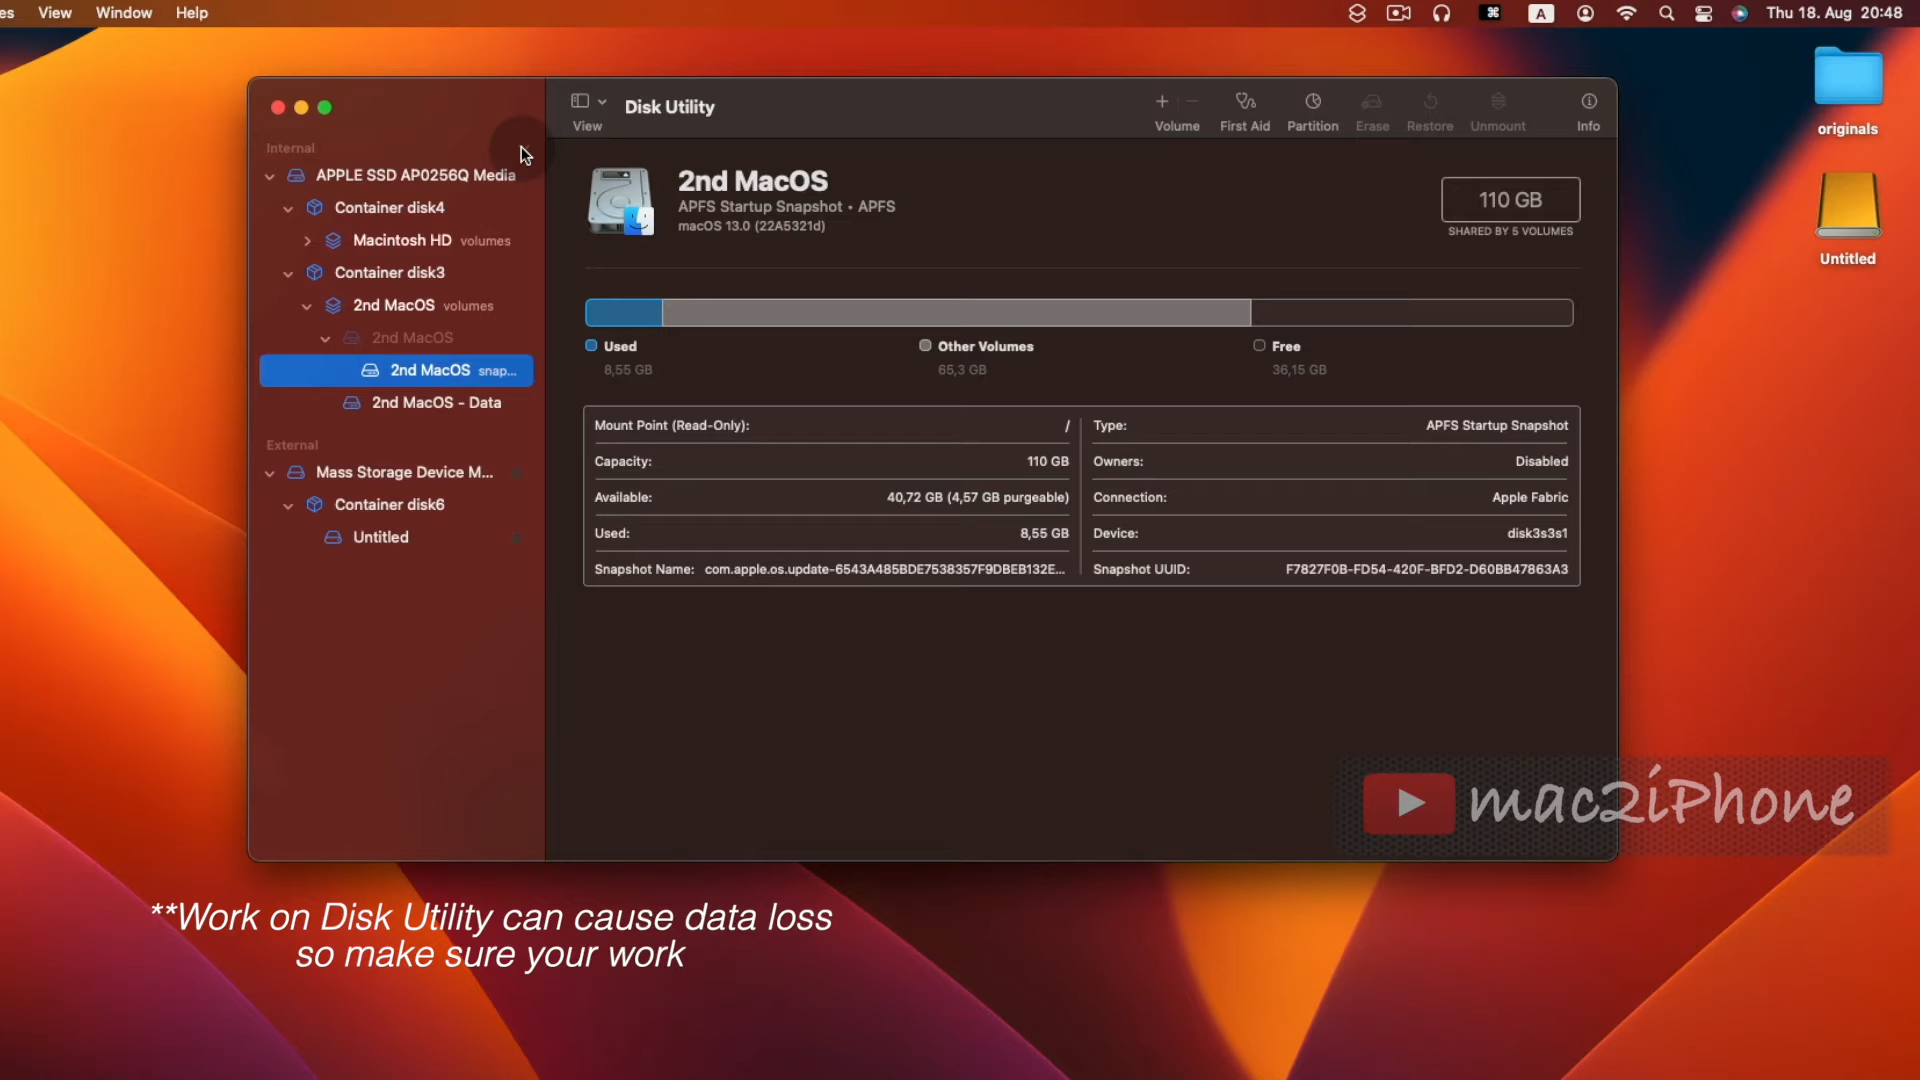 View Window Help
A Thu 18. Aug 20:48
originals
Untitled
Internal
APPLE SSD AP0256Q Media
Container disk4
Macintosh HD volumes
Container disk3
2nd MacOS volumes
2nd MacOS
2nd MacOS snap...
2nd MacOS - Data
External
Mass Storage Device M...
Container disk6
Untitled
View
Disk Utility
Volume First Aid Partition Erase Restore Unmount Info
2nd MacOS
APFS Startup Snapshot • APFS
macOS 13.0 (22A5321d)
110 GB
SHARED BY 5 VOLUMES
Used
8,55 GB
Other Volumes
65,3 GB
Free
36,15 GB
Mount Point (Read-Only): /
Capacity: 110 GB
Available: 40,72 GB (4,57 GB purgeable)
Used: 8,55 GB
Snapshot Name: com.apple.os.update-6543A485BDE7538357F9DBEB132E...
Type: APFS Startup Snapshot
Owners: Disabled
Connection: Apple Fabric
Device: disk3s3s1
Snapshot UUID: F7827F0B-FD54-420F-BFD2-D60BB47863A3
mac2iPhone
**Work on Disk Utility can cause data loss
so make sure your work